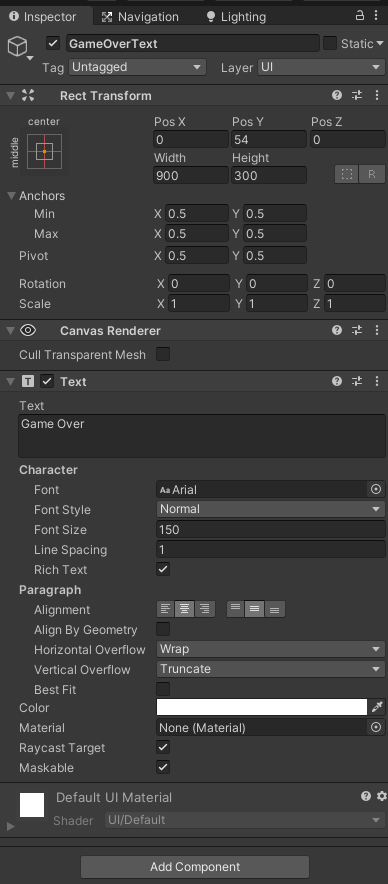 Inspector Navigation Lighting
GameOverText Static
Tag Untagged Layer UI
Rect Transform
center
middle
Pos X Pos Y Pos Z
0 54 0
Width Height
900 300
R
Anchors
Min X 0.5 Y 0.5
Max X 0.5 Y 0.5
Pivot X 0.5 Y 0.5
Rotation X 0 Y 0 Z 0
Scale X 1 Y 1 Z 1
Canvas Renderer
Cull Transparent Mesh
T Text
Text
Game Over
Character
Font Aa Arial
Font Style Normal
Font Size 150
Line Spacing 1
Rich Text
Paragraph
Alignment
Align By Geometry
Horizontal Overflow Wrap
Vertical Overflow Truncate
Best Fit
Color
Material None (Material)
Raycast Target
Maskable
Default UI Material
Shader UI/Default
Add Component